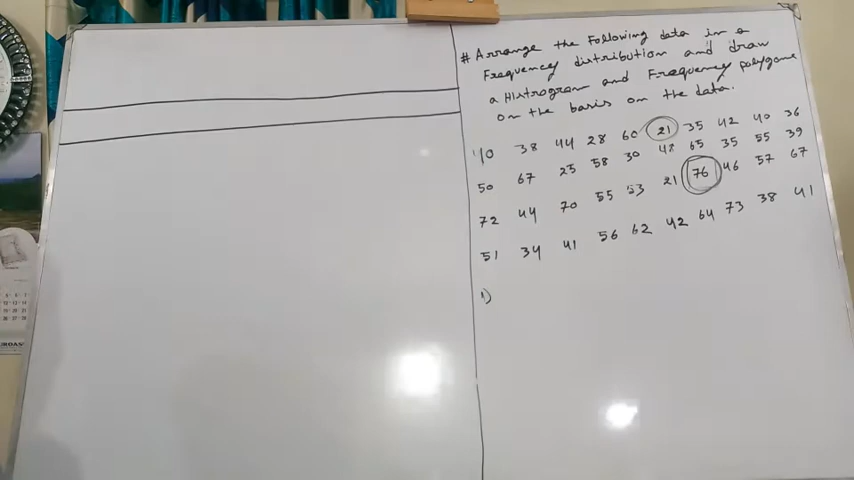 # Arrange the following data in a
Frequency distribution and draw
a Histrogram and Frequency polygone
on the basis on the data.
40 38 44 28 60 21 35 42 40 36
50 67 25 58 30 48 65 35 55 39
72 44 70 55 53 21 76 46 57 67
51 34 41 56 62 42 64 73 38 41
1)